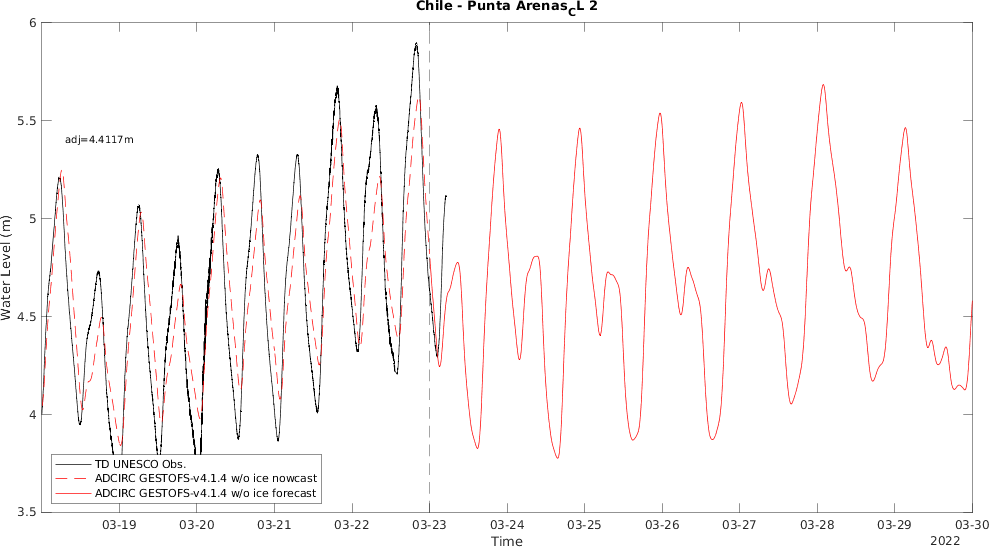 Chile - Punta ArenasCL 2
6
5.5
5
4.5
4
3.5
Water Level (m)
adj=4.4117m
TD UNESCO Obs.
ADCIRC GESTOFS-v4.1.4 w/o ice nowcast
ADCIRC GESTOFS-v4.1.4 w/o ice forecast
03-19 03-20 03-21 03-22 03-23 03-24 03-25 03-26 03-27 03-28 03-29 03-30
Time
2022